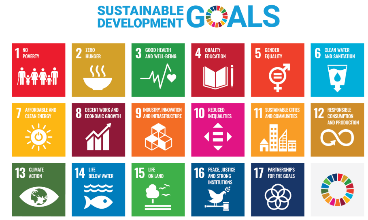 SUSTAINABLE
DEVELOPMENT
GOALS
1 NO
POVERTY
2 ZERO
HUNGER
3 GOOD HEALTH
AND WELL-BEING
4 QUALITY
EDUCATION
5 GENDER
EQUALITY
6 CLEAN WATER
AND SANITATION
7 AFFORDABLE AND
CLEAN ENERGY
8 DECENT WORK AND
ECONOMIC GROWTH
9 INDUSTRY, INNOVATION
AND INFRASTRUCTURE
10 REDUCED
INEQUALITIES
11 SUSTAINABLE CITIES
AND COMMUNITIES
12 RESPONSIBLE
CONSUMPTION
AND PRODUCTION
13 CLIMATE
ACTION
14 LIFE
BELOW WATER
15 LIFE
ON LAND
16 PEACE, JUSTICE
AND STRONG
INSTITUTIONS
17 PARTNERSHIPS
FOR THE GOALS